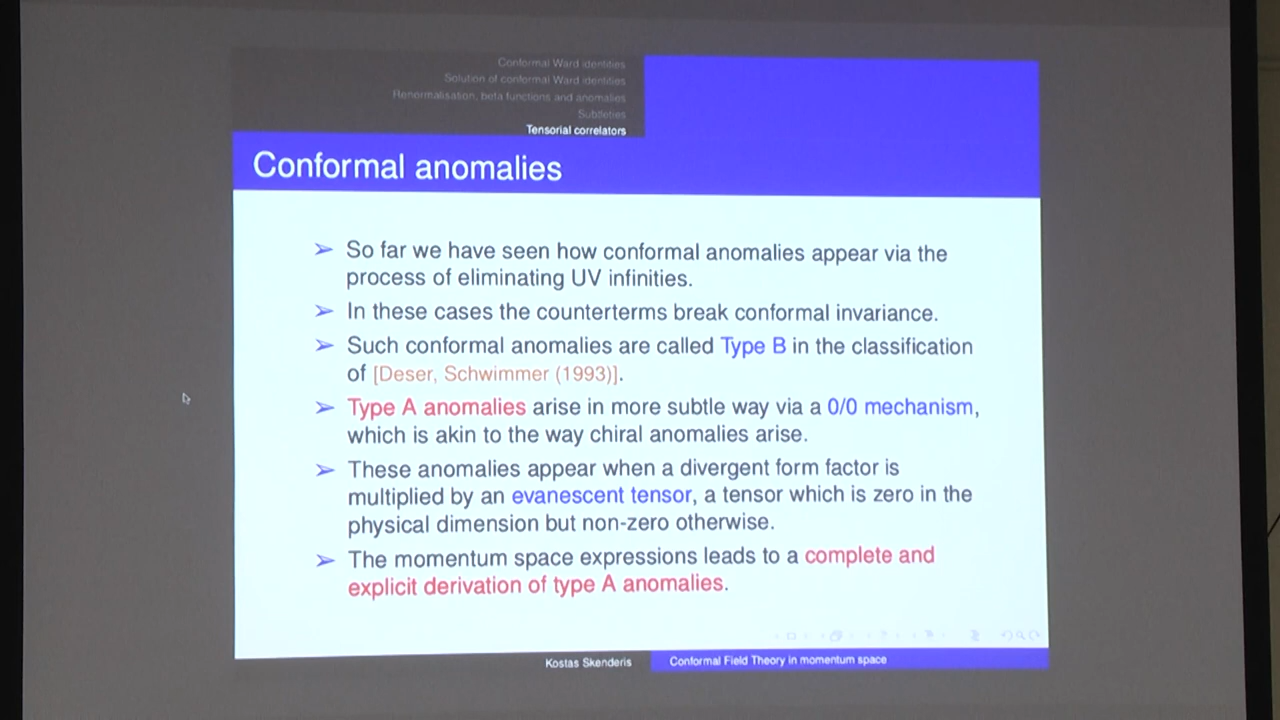 Conformal Ward identities
Solution of conformal Ward identities
Renormalisation, beta functions and anomalies
Subtleties
Tensorial correlators
Conformal anomalies
So far we have seen how conformal anomalies appear via the
process of eliminating UV infinities.
In these cases the counterterms break conformal invariance.
Such conformal anomalies are called Type B in the classification
of [Deser, Schwimmer (1993)].
Type A anomalies arise in more subtle way via a 0/0 mechanism,
which is akin to the way chiral anomalies arise.
These anomalies appear when a divergent form factor is
multiplied by an evanescent tensor, a tensor which is zero in the
physical dimension but non-zero otherwise.
The momentum space expressions leads to a complete and
explicit derivation of type A anomalies.
Kostas Skenderis
Conformal Field Theory in momentum space